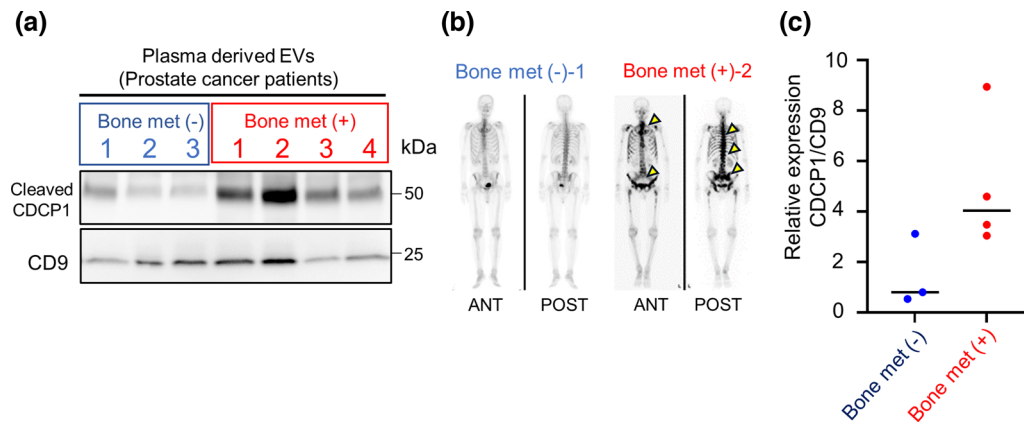 (a)
Plasma derived EVs
(Prostate cancer patients)
Bone met (-)
Bone met (+)
1 2 3
1 2 3 4
kDa
Cleaved
CDCP1
50
CD9
25
(b)
Bone met (-)-1
Bone met (+)-2
ANT
POST
ANT
POST
(c)
Relative expression
CDCP1/CD9
10
8
6
4
2
0
Bone met (-)
Bone met (+)